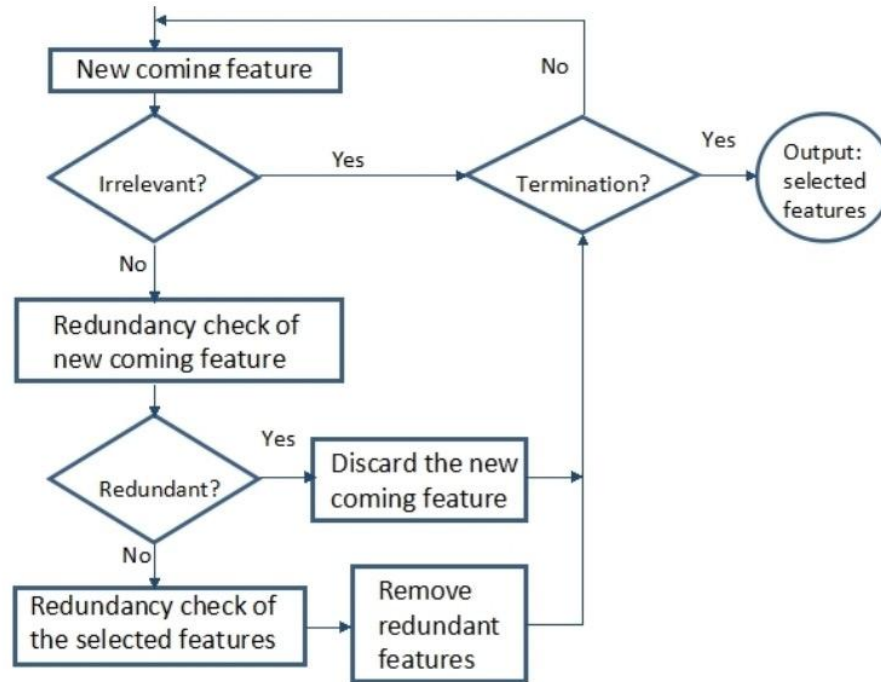 No
New coming feature
Yes
Yes
Irrelevant?
Termination?
Output:
selected
features
No
Redundancy check of
new coming feature
Yes
Redundant?
Discard the new
coming feature
No
Redundancy check of
the selected features
Remove
redundant
features